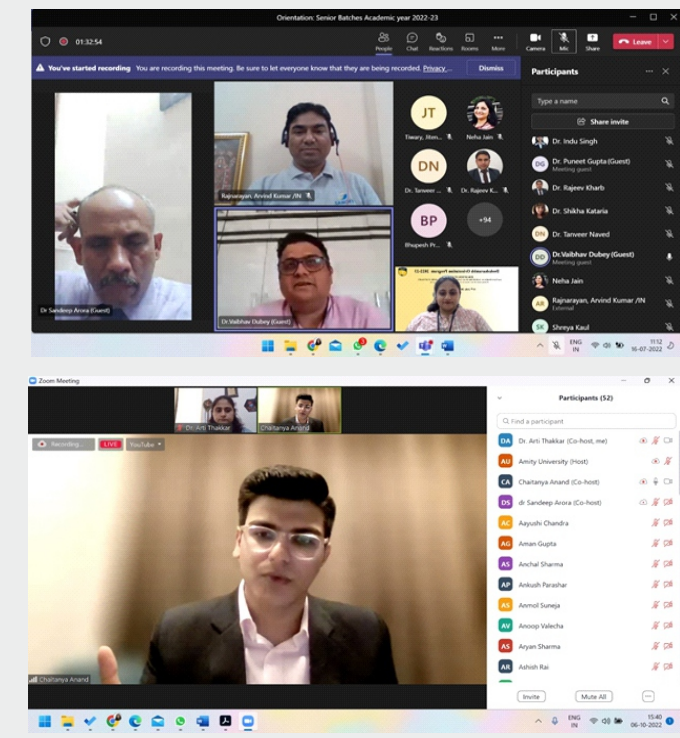 Orientation: Senior Batches Academic year 2022-23
01:32:54
People
Chat
Reactions
Rooms
More
Camera
Mic
Share
Leave
You've started recording You are recording this meeting. Be sure to let everyone know that they are being recorded. Privacy...
Dismiss
Participants
Type a name
Share invite
Dr Sandeep Arora (Guest)
Rajnarayan, Arvind Kumar /IN
Dr.Vaibhav Dubey (Guest)
JT
Tiwary, Jiten...
Neha Jain
DN
Dr. Tanveer ...
Dr. Rajeev K...
BP
Bhupesh Pr...
+94
Dr. Indu Singh
DG
Dr. Puneet Gupta(Guest)
Meeting guest
Dr. Rajeev Kharb
Dr. Shikha Kataria
DN
Dr. Tanveer Naved
DD
Dr.Vaibhav Dubey (Guest)
Meeting guest
Neha Jain
AR
Rajnarayan, Arvind Kumar /IN
External
SK
Shreya Kaul
ENG
IN
11:12
16-07-2022
Zoom Meeting
Dr. Arti Thakkar
Chaitanya Anand
Recording...
LIVE
YouTube
Chaitanya Anand
Participants (52)
Find a participant
DA
Dr. Arti Thakkar (Co-host, me)
AU
Amity University (Host)
CA
Chaitanya Anand (Co-host)
DS
dr Sandeep Arora (Co-host)
AC
Aayushi Chandra
AG
Aman Gupta
AS
Anchal Sharma
AP
Ankush Parashar
AS
Anmol Suneja
AV
Anoop Valecha
AS
Aryan Sharma
AR
Ashish Rai
Invite
Mute All
ENG
IN
15:40
06-10-2022